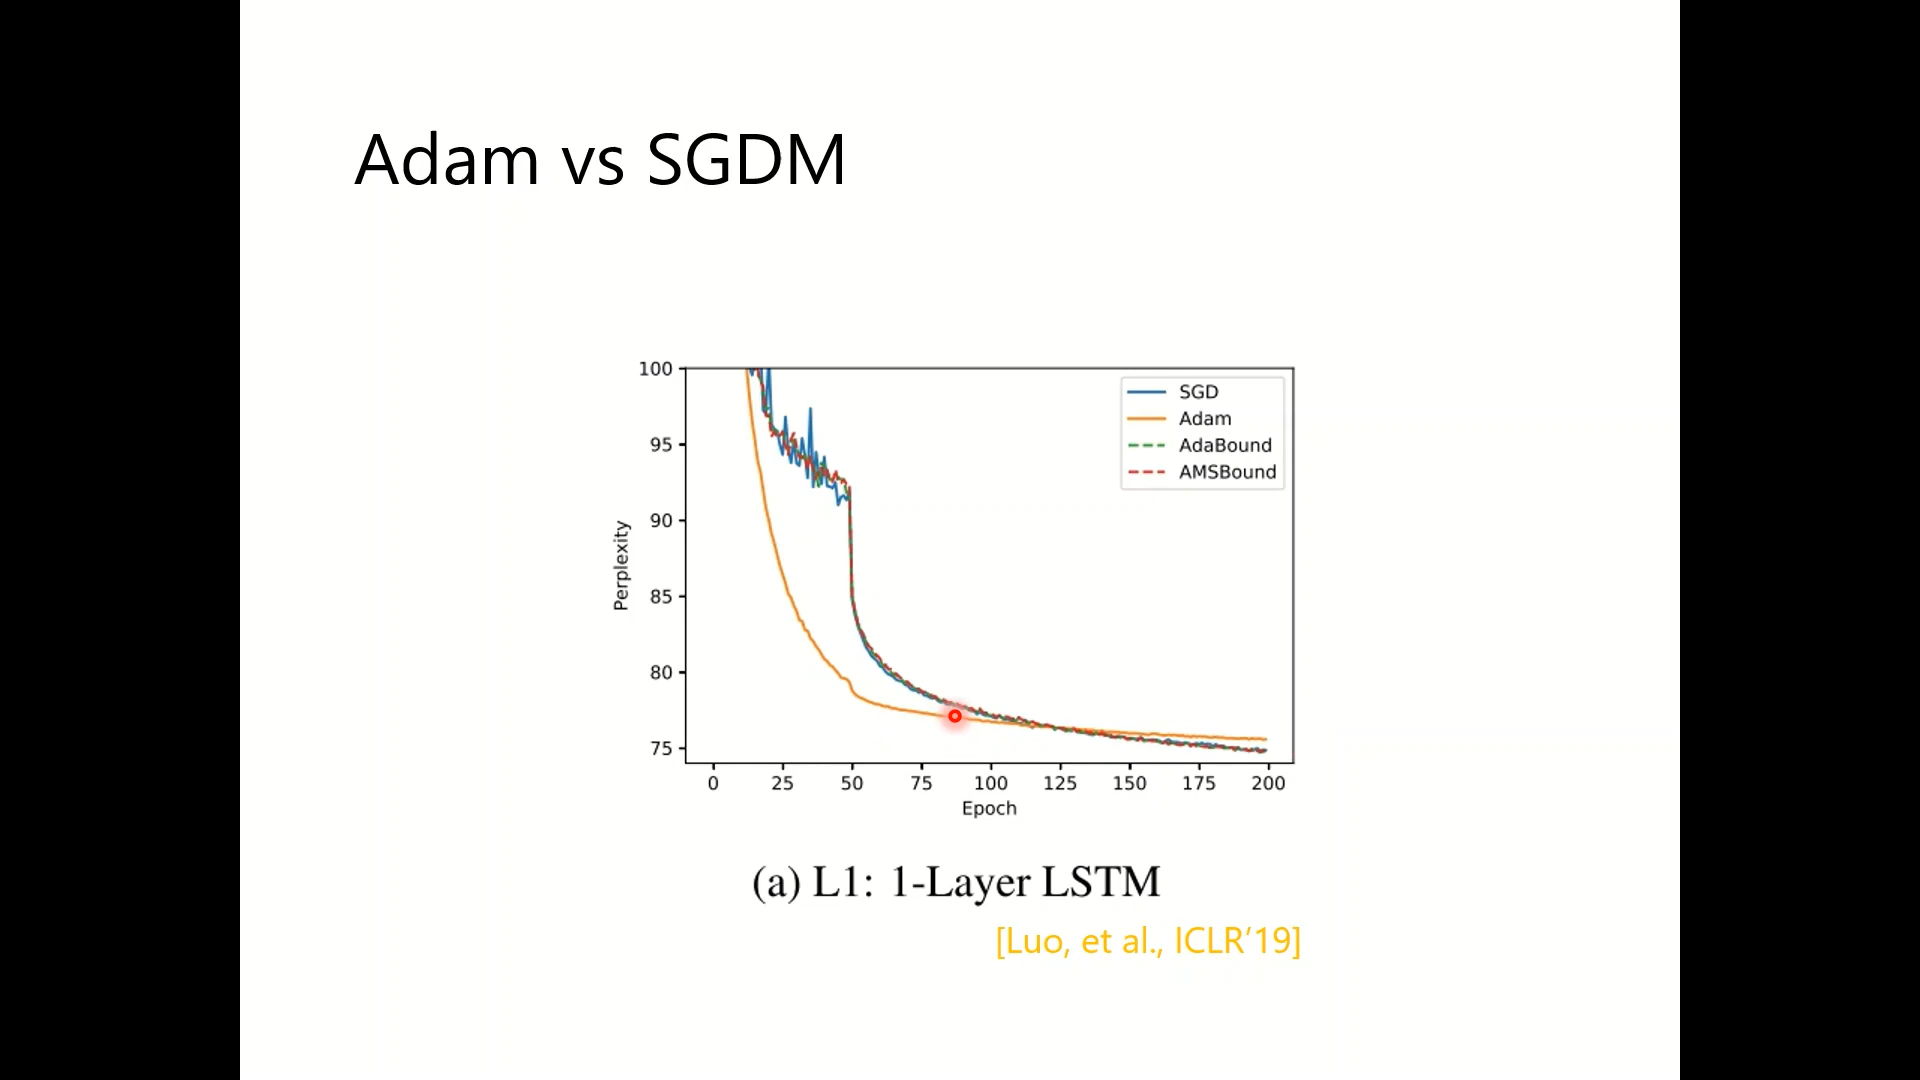 Adam vs SGDM
100
95
90
85
80
75
Perplexity
SGD
Adam
AdaBound
AMSBound
0 25 50 75 100 125 150 175 200
Epoch
(a) L1: 1-Layer LSTM
[Luo, et al., ICLR’19]